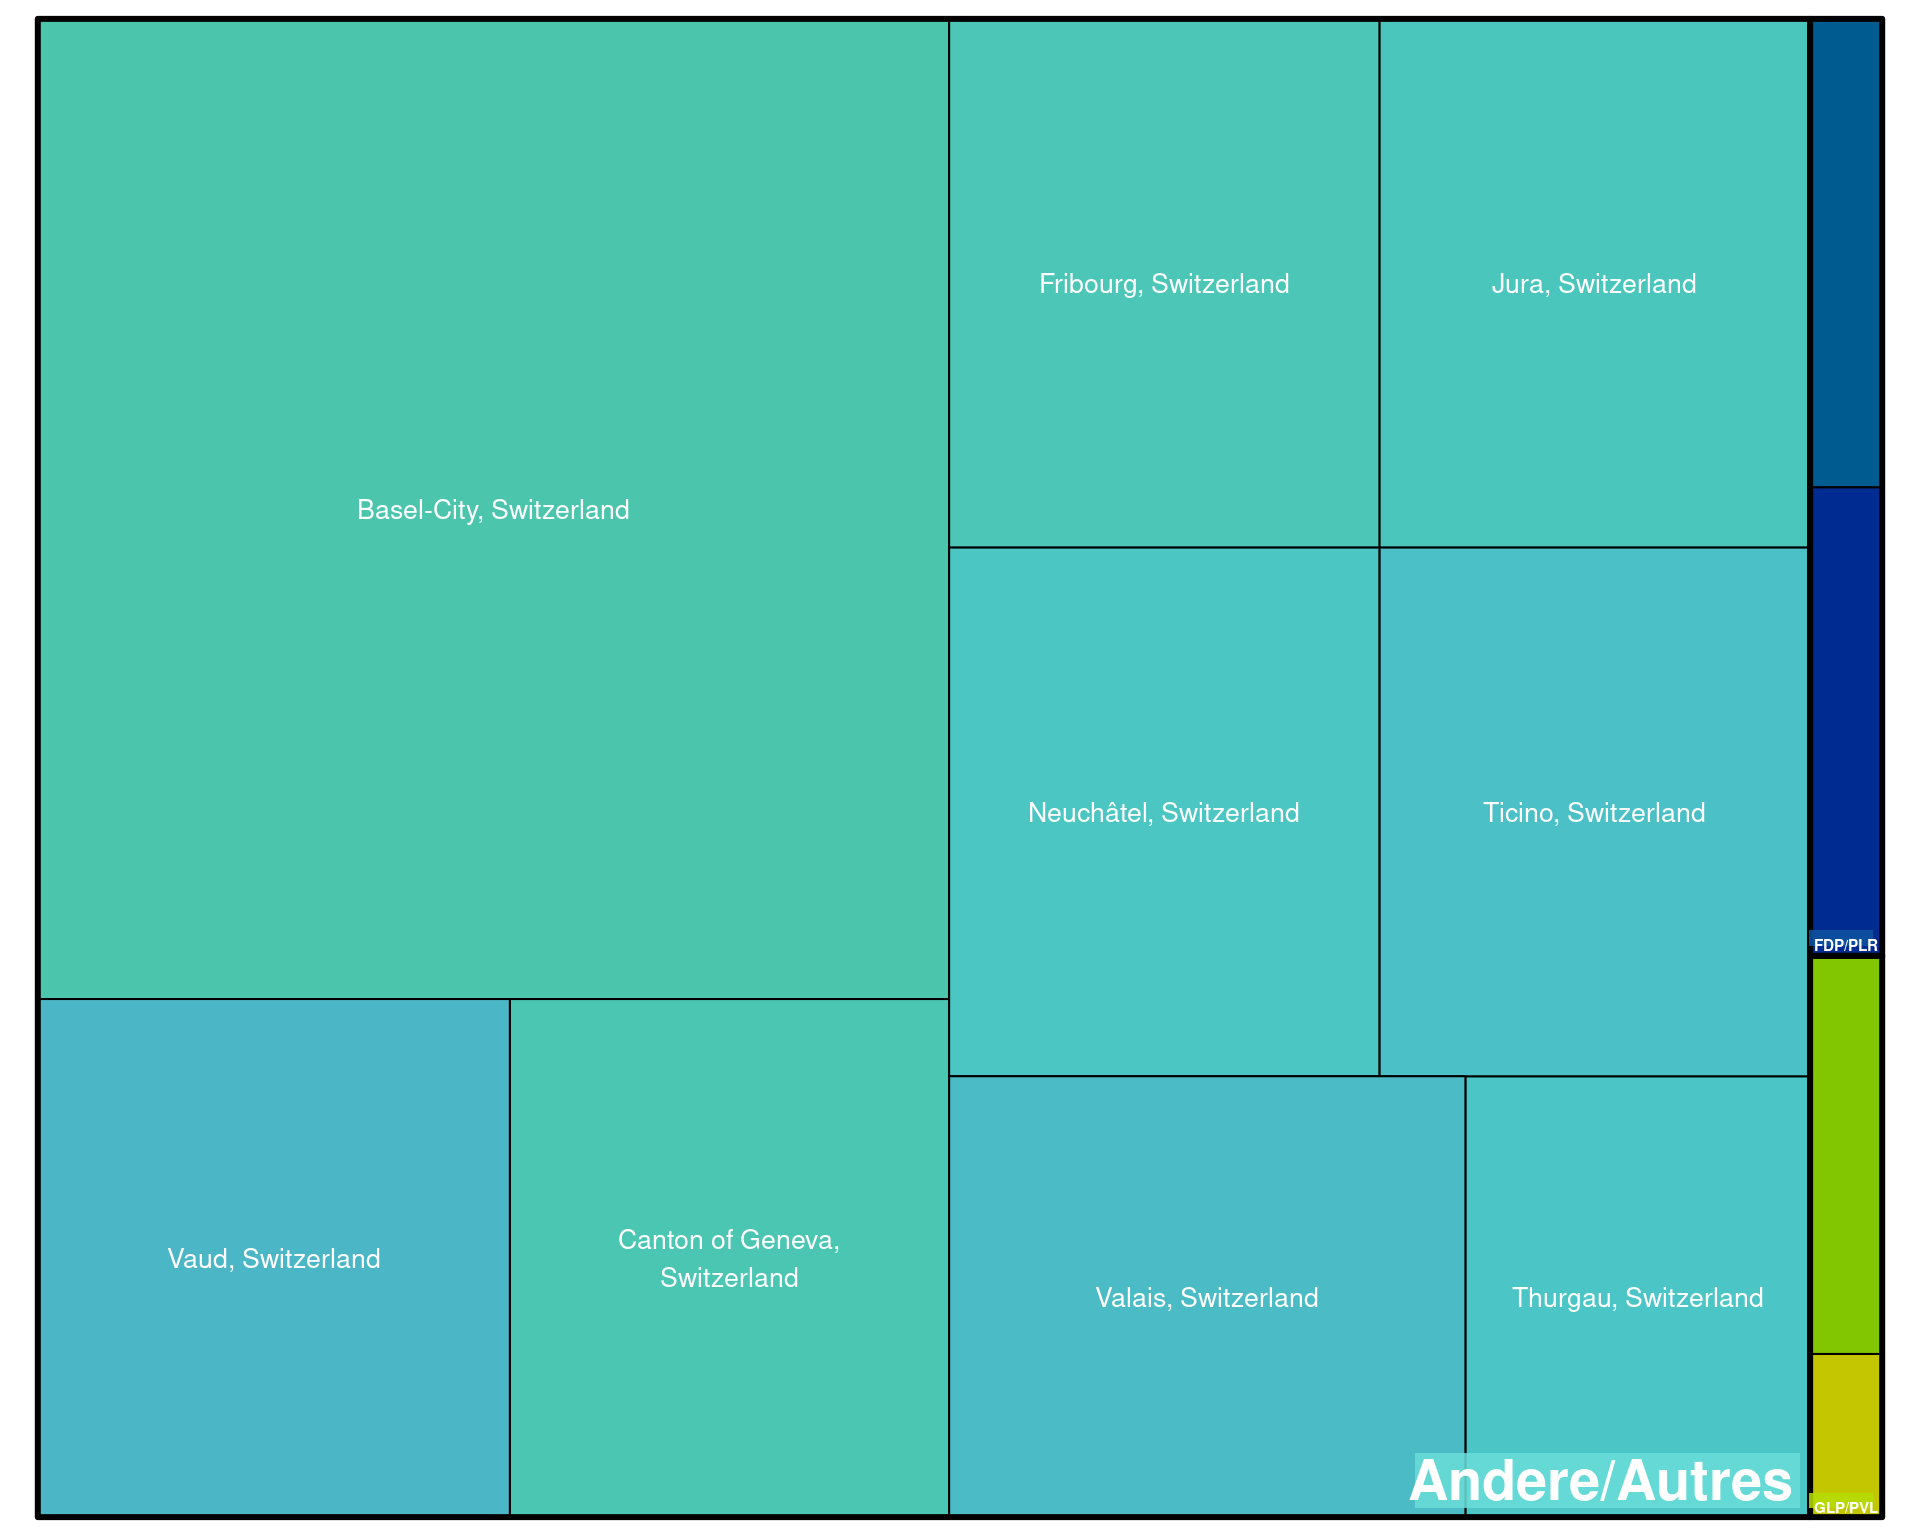 Fribourg, Switzerland
Jura, Switzerland
Basel-City, Switzerland
Neuchâtel, Switzerland
Ticino, Switzerland
FDP/PLR
Vaud, Switzerland
Canton of Geneva,
Switzerland
Valais, Switzerland
Thurgau, Switzerland
Andere/Autres
GLP/PVL